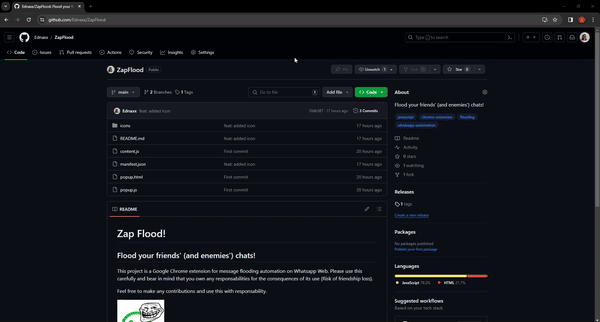 Ednaxx/ZapFlood: Flood your f
github.com/Ednaxx/ZapFlood
Ednaxx / ZapFlood
Type / to search
Code Issues Pull requests Actions Security Insights Settings
ZapFlood Public
Pin Unwatch 1 Fork 0 Star 0
main 2 Branches 1 Tags
Go to file t Add file Code
Ednaxx feat: added icon 17 hours ago 3 Commits
icons feat: added icon 17 hours ago
README.md feat: added icon 17 hours ago
content.js First commit 20 hours ago
manifest.json feat: added icon 17 hours ago
popup.html First commit 20 hours ago
popup.js First commit 20 hours ago
README
Zap Flood!
Flood your friends' (and enemies') chats!
This project is a Google Chrome extension for message flooding automation on Whatsapp Web. Please use this
carefully and bear in mind that you own any responsibilities for the consequences of its use (Risk of friendship loss).
Feel free to make any contributions and use this with responsibility.
About
Flood your friends' (and enemies') chats!
javascript chrome-extension flooding
whatsapp-automation
Readme
Activity
0 stars
1 watching
1 fork
Releases
1 tags
Create a new release
Packages
No packages published
Publish your first package
Languages
JavaScript 78.3% HTML 21.7%
Suggested workflows
Based on your tech stack